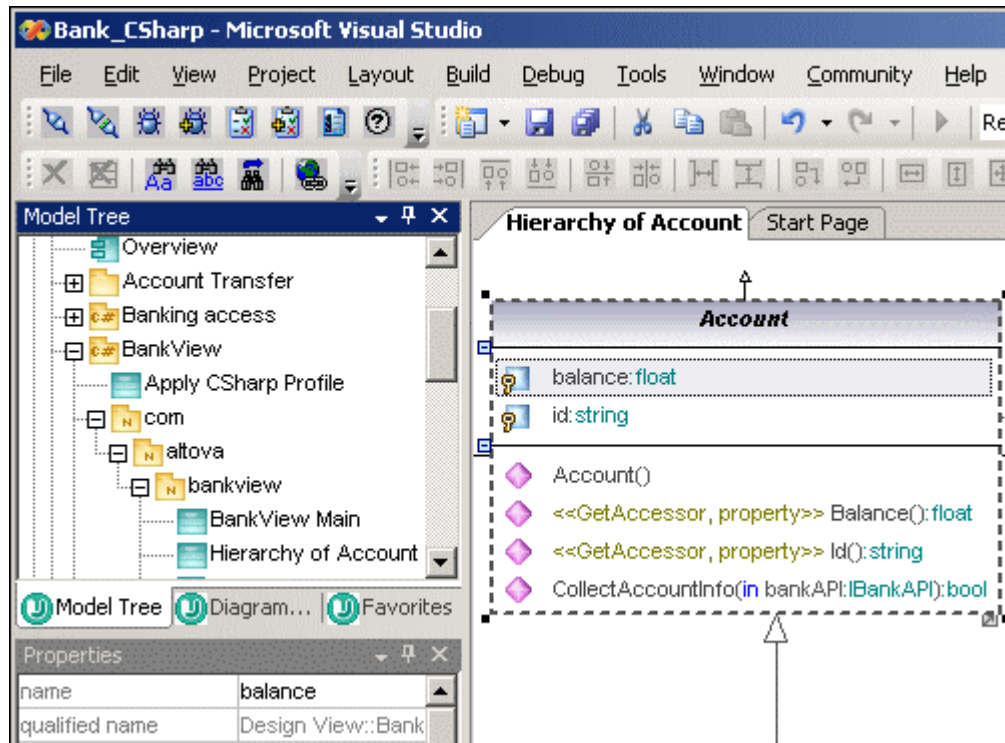 Bank_CSharp - Microsoft Visual Studio
File Edit View Project Layout Build Debug Tools Window Community Help
Re
Aa abc
Model Tree
Overview
Account Transfer
c# Banking access
c# BankView
Apply CSharp Profile
N com
N altova
N bankview
BankView Main
Hierarchy of Account
Model Tree Diagram... Favorites
Properties
name balance
qualified name Design View::Bank
Hierarchy of Account Start Page
Account
balance:float
id:string
Account()
<<GetAccessor, property>> Balance():float
<<GetAccessor, property>> Id():string
CollectAccountInfo(in bankAPI:IBankAPI):bool